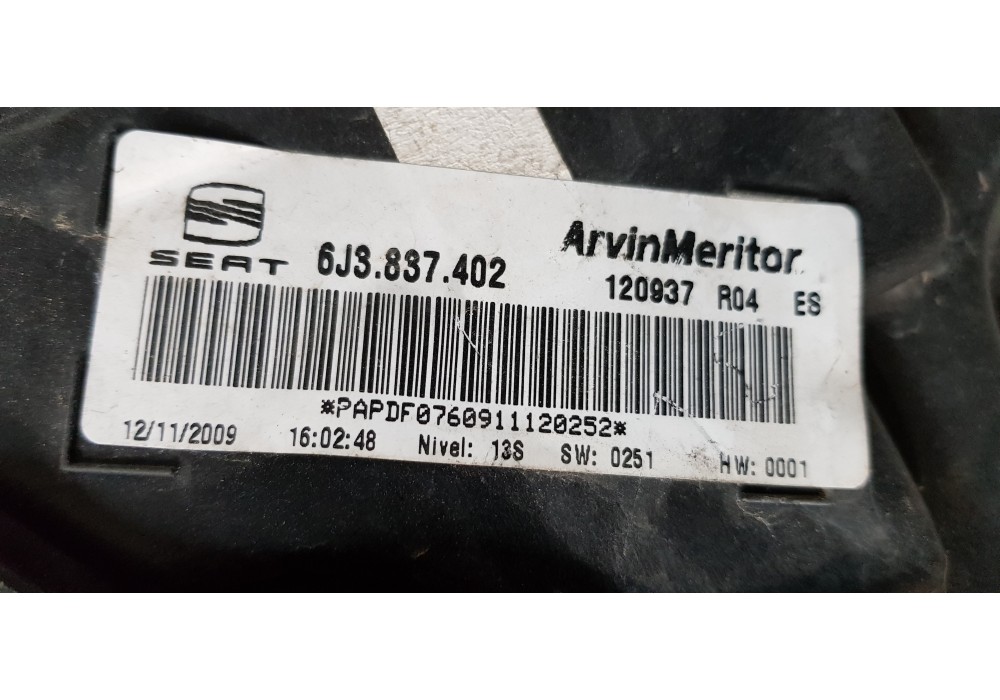 SEAT 6J3.837.402
ArvinMeritor
120937 R04 ES
*PAPDF0760911120252*
12/11/2009 16:02:48 Nivel: 13S SW: 0251 HW: 0001